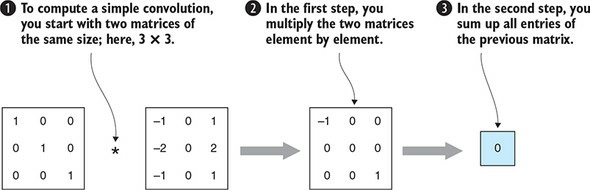 1 To compute a simple convolution,
you start with two matrices
of the same size; here, 3 × 3.
2 In the first step, you
multiply the two matrices
element by element.
3 In the second step, you
sum up all entries of
the previous matrix.
1 0 0
0 1 0
0 0 1
*
–1 0 1
–2 0 2
–1 0 1
–1 0 0
0 0 0
0 0 1
0